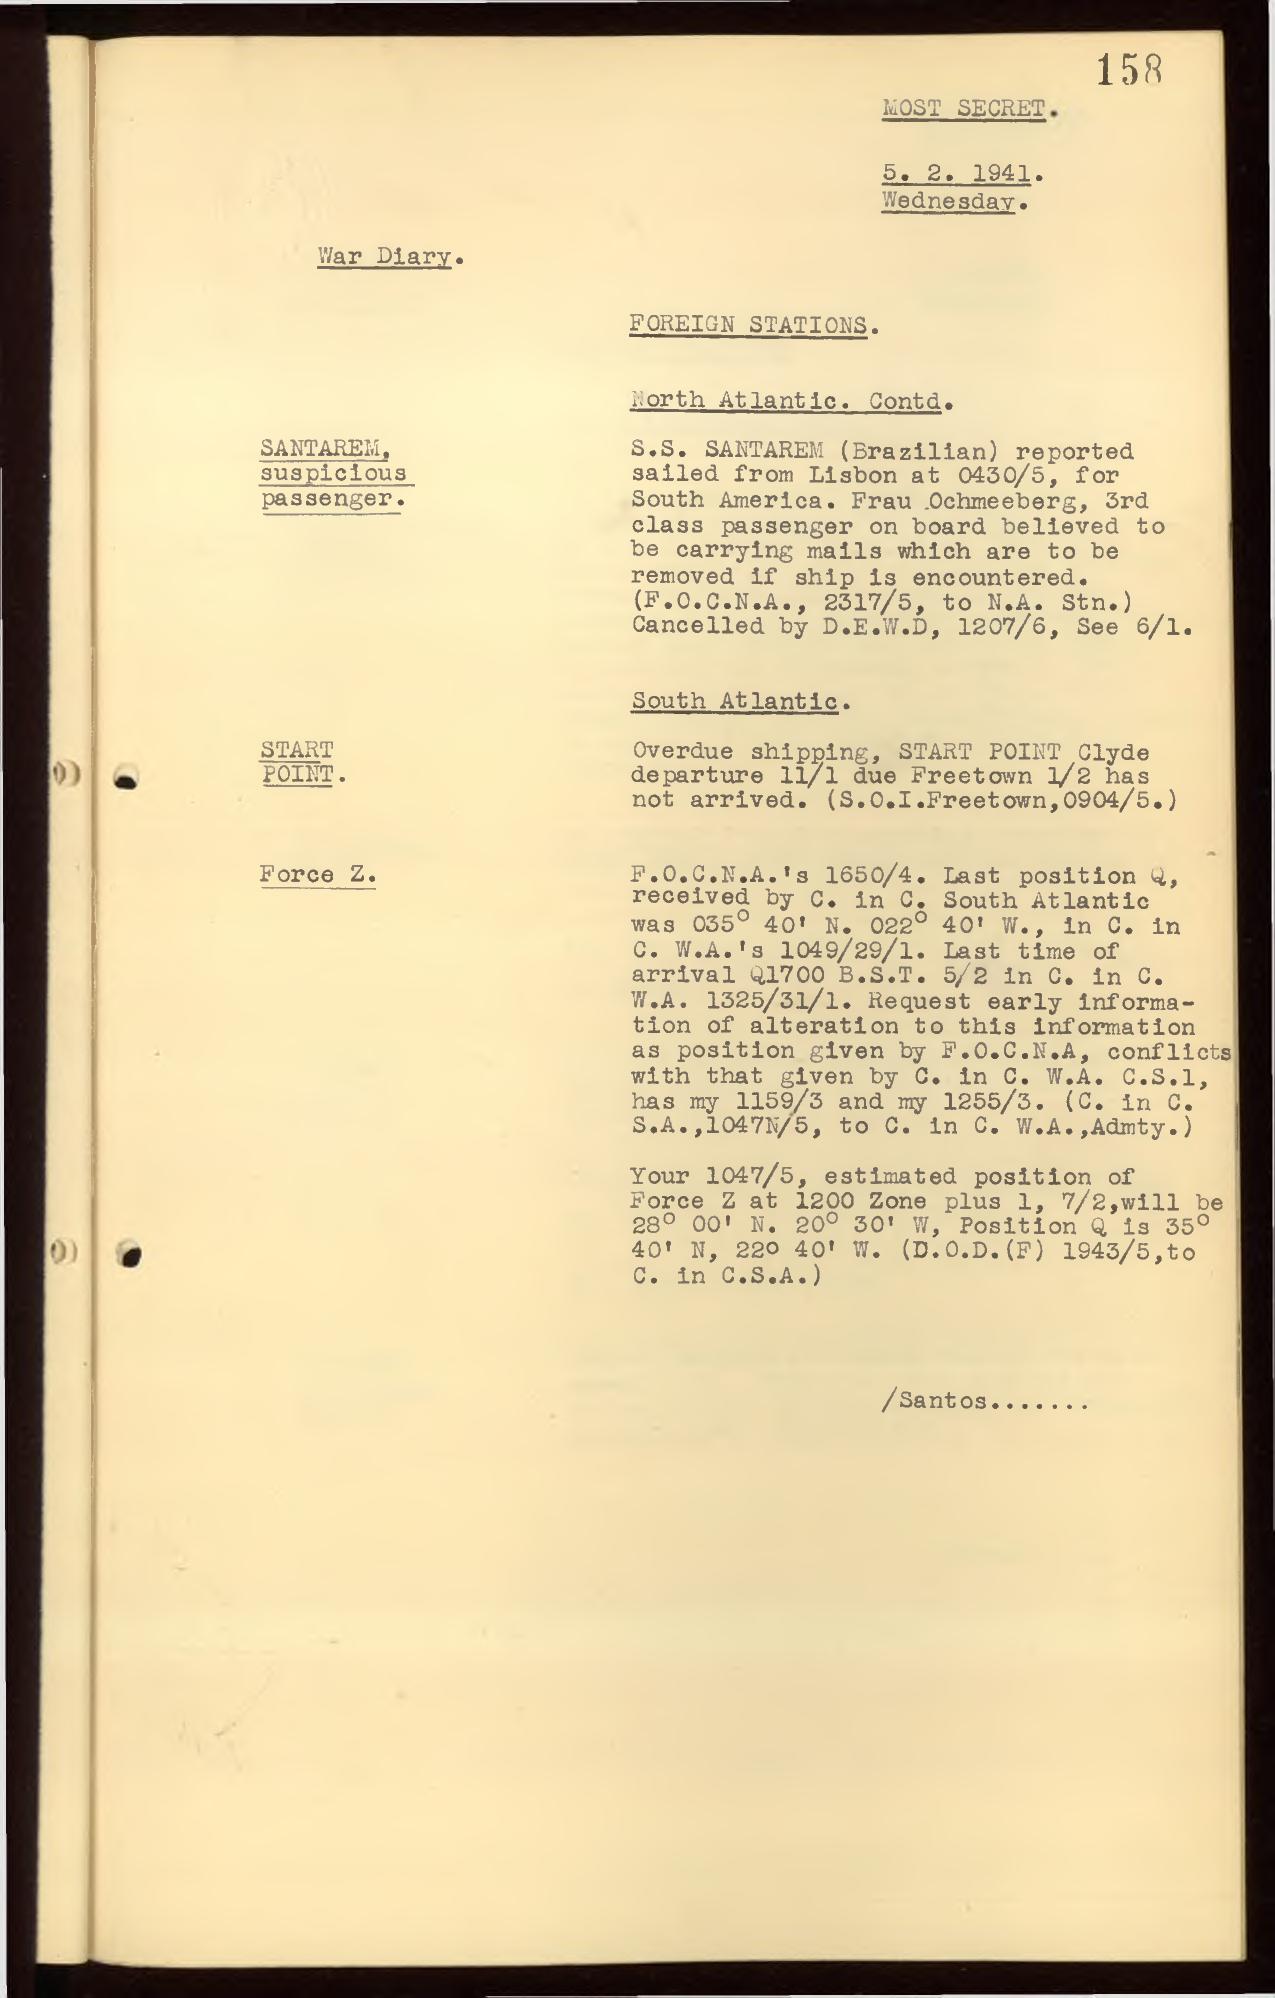 158
MOST SECRET.
5. 2. 1941.
Wednesday.
War Diary.
FOREIGN STATIONS.
North Atlantic. Contd.
SANTAREM,
suspicious
passenger.
S.S. SANTAREM (Brazilian) reported
sailed from Lisbon at 0430/5, for
South America. Frau Ochmeeberg, 3rd
class passenger on board believed to
be carrying mails which are to be
removed if ship is encountered.
(F.O.C.N.A., 2317/5, to N.A. Stn.)
Cancelled by D.E.W.D, 1207/6, See 6/1.
South Atlantic.
START
POINT.
Overdue shipping, START POINT Clyde
departure 11/1 due Freetown 1/2 has
not arrived. (S.O.I.Freetown,0904/5.)
Force Z.
F.O.C.N.A.'s 1650/4. Last position Q,
received by C. in C. South Atlantic
was 035° 40' N. 022° 40' W., in C. in
C. W.A.'s 1049/29/1. Last time of
arrival Q1700 B.S.T. 5/2 in C. in C.
W.A. 1325/31/1. Request early informa-
tion of alteration to this information
as position given by F.O.C.N.A, conflicts
with that given by C. in C. W.A. C.S.1,
has my 1159/3 and my 1255/3. (C. in C.
S.A.,1047N/5, to C. in C. W.A.,Admty.)
Your 1047/5, estimated position of
Force Z at 1200 Zone plus 1, 7/2,will be
28° 00' N. 20° 30' W, Position Q is 35°
40' N, 22o 40' W. (D.O.D.(F) 1943/5,to
C. in C.S.A.)
/Santos.......